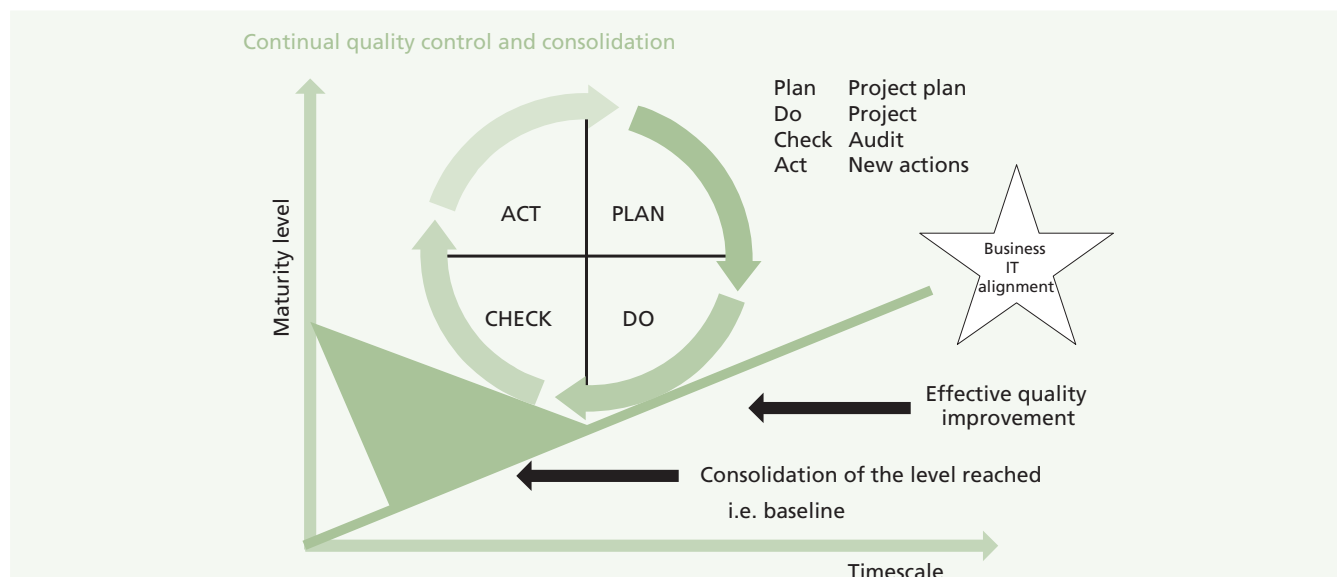 Continual quality control and consolidation
Plan Project plan
Do Project
Check Audit
Act New actions
Maturity level
ACT PLAN
CHECK DO
Business
IT
alignment
Effective quality
improvement
Consolidation of the level reached
i.e. baseline
Timescale